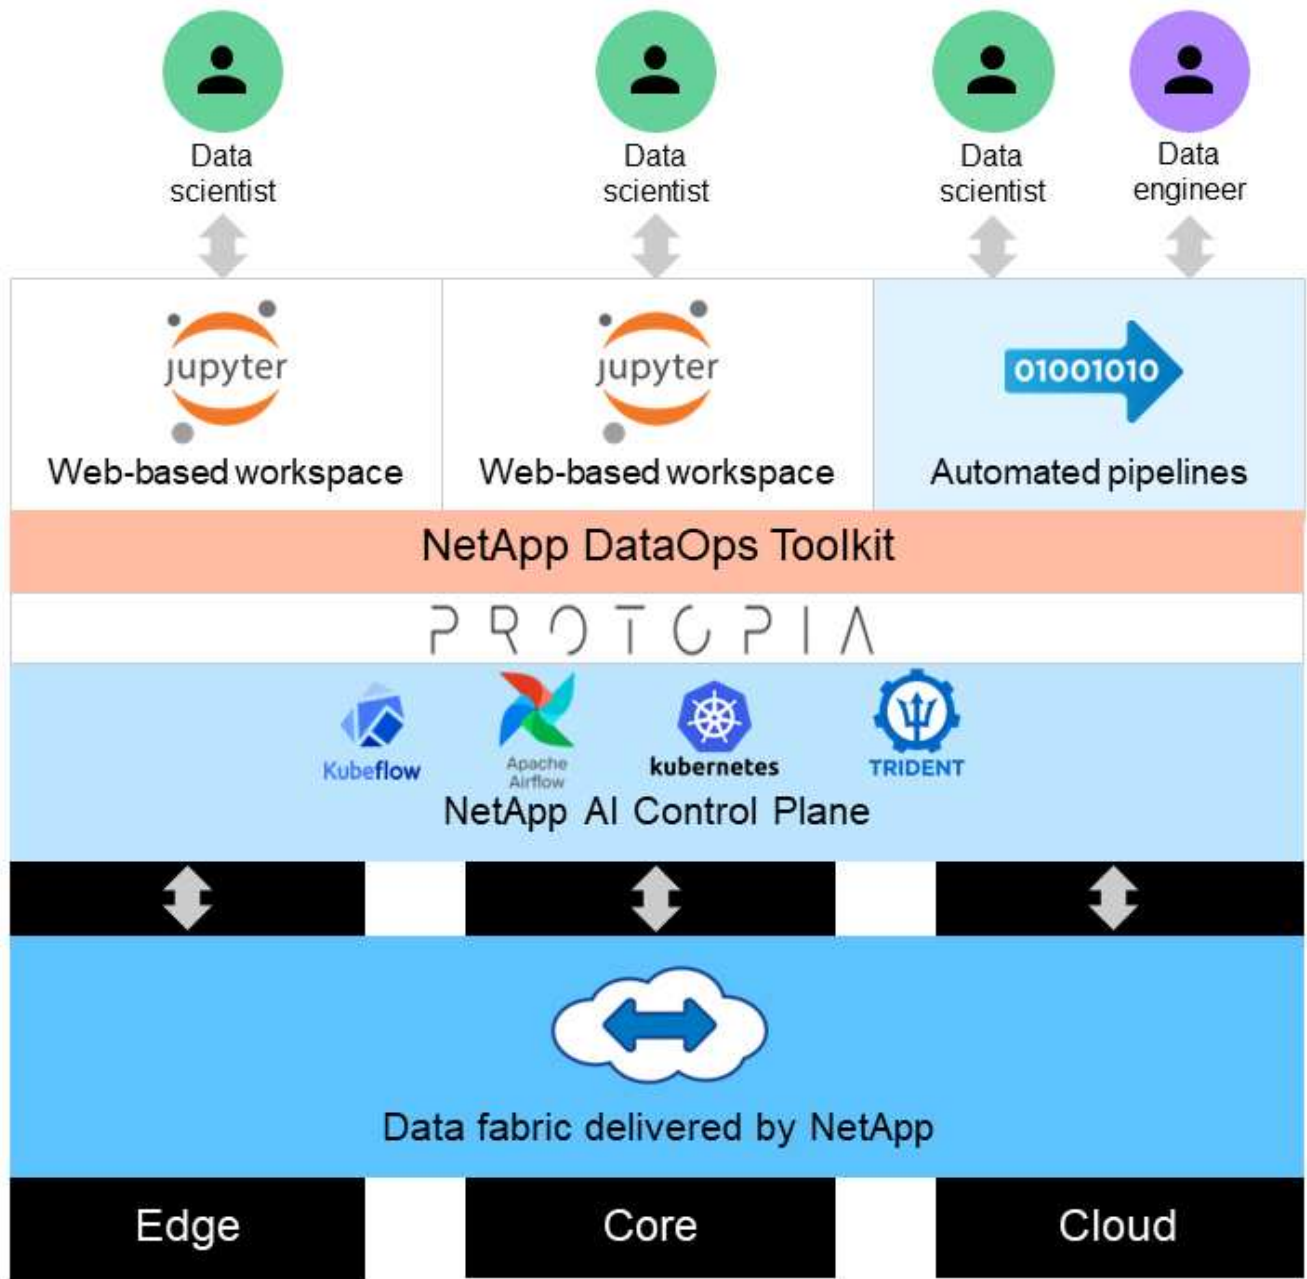 Data
scientist
Data
scientist
Data
scientist
Data
engineer
jupyter
jupyter
01001010
Web-based workspace
Web-based workspace
Automated pipelines
NetApp DataOps Toolkit
PROTOPIA
Kubeflow
Apache
Airflow
kubernetes
TRIDENT
NetApp AI Control Plane
Data fabric delivered by NetApp
Edge
Core
Cloud